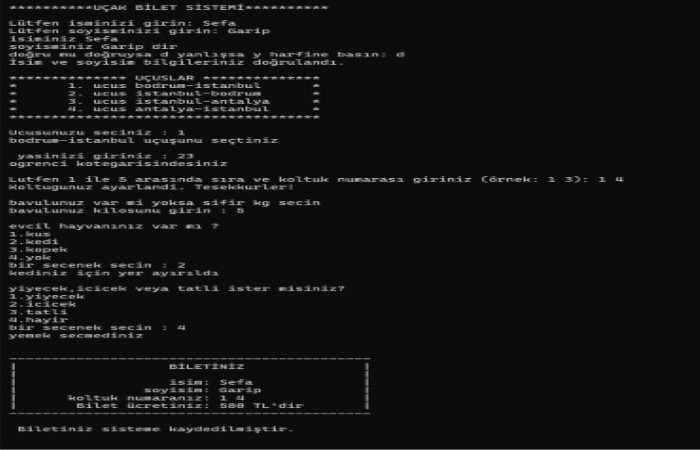 **********UÇAK BİLET SİSTEMİ**********
Lütfen isminizi girin: Sefa
Lütfen soyisminizi girin: Garip
isiminiz Sefa
soyisminiz Garip dir
doğru mu doğruysa d yanlışsa y harfine basın: d
İsim ve soyisim bilgileriniz doğrulandı.
************** UÇUSLAR **************
* 1. ucus bodrum-istanbul *
* 2. ucus istanbul-bodrum *
* 3. ucus istanbul-antalya *
* 4. ucus antalya-istanbul *
*************************************
Ucusunuzu seciniz : 1
bodrum-istanbul uçuşunu seçtiniz
yasinizi giriniz : 23
ogrenci kotegarisindesiniz
Lutfen 1 ile 5 arasında sıra ve koltuk numarası giriniz (örnek: 1 3): 1 4
Koltugunuz ayarlandi. Tesekkurler!
bavulunuz var mi yoksa sifir kg secin
bavulunuz kilosunu girin : 5
evcil hayvanınız var mı ?
1.kus
2.kedi
3.kopek
4.yok
bir secenek secin : 2
kediniz için yer ayırıldı
yiyecek,icicek veya tatli ister misiniz?
1.yiyecek
2.icicek
3.tatli
4.hayir
bir secenek secin : 4
yemek secmediniz
BİLETİNİZ
isim: Sefa
soyisim: Garip
koltuk numaranız: 1 4
Bilet ücretiniz: 580 TL'dir
Biletiniz sisteme kaydedilmiştir.